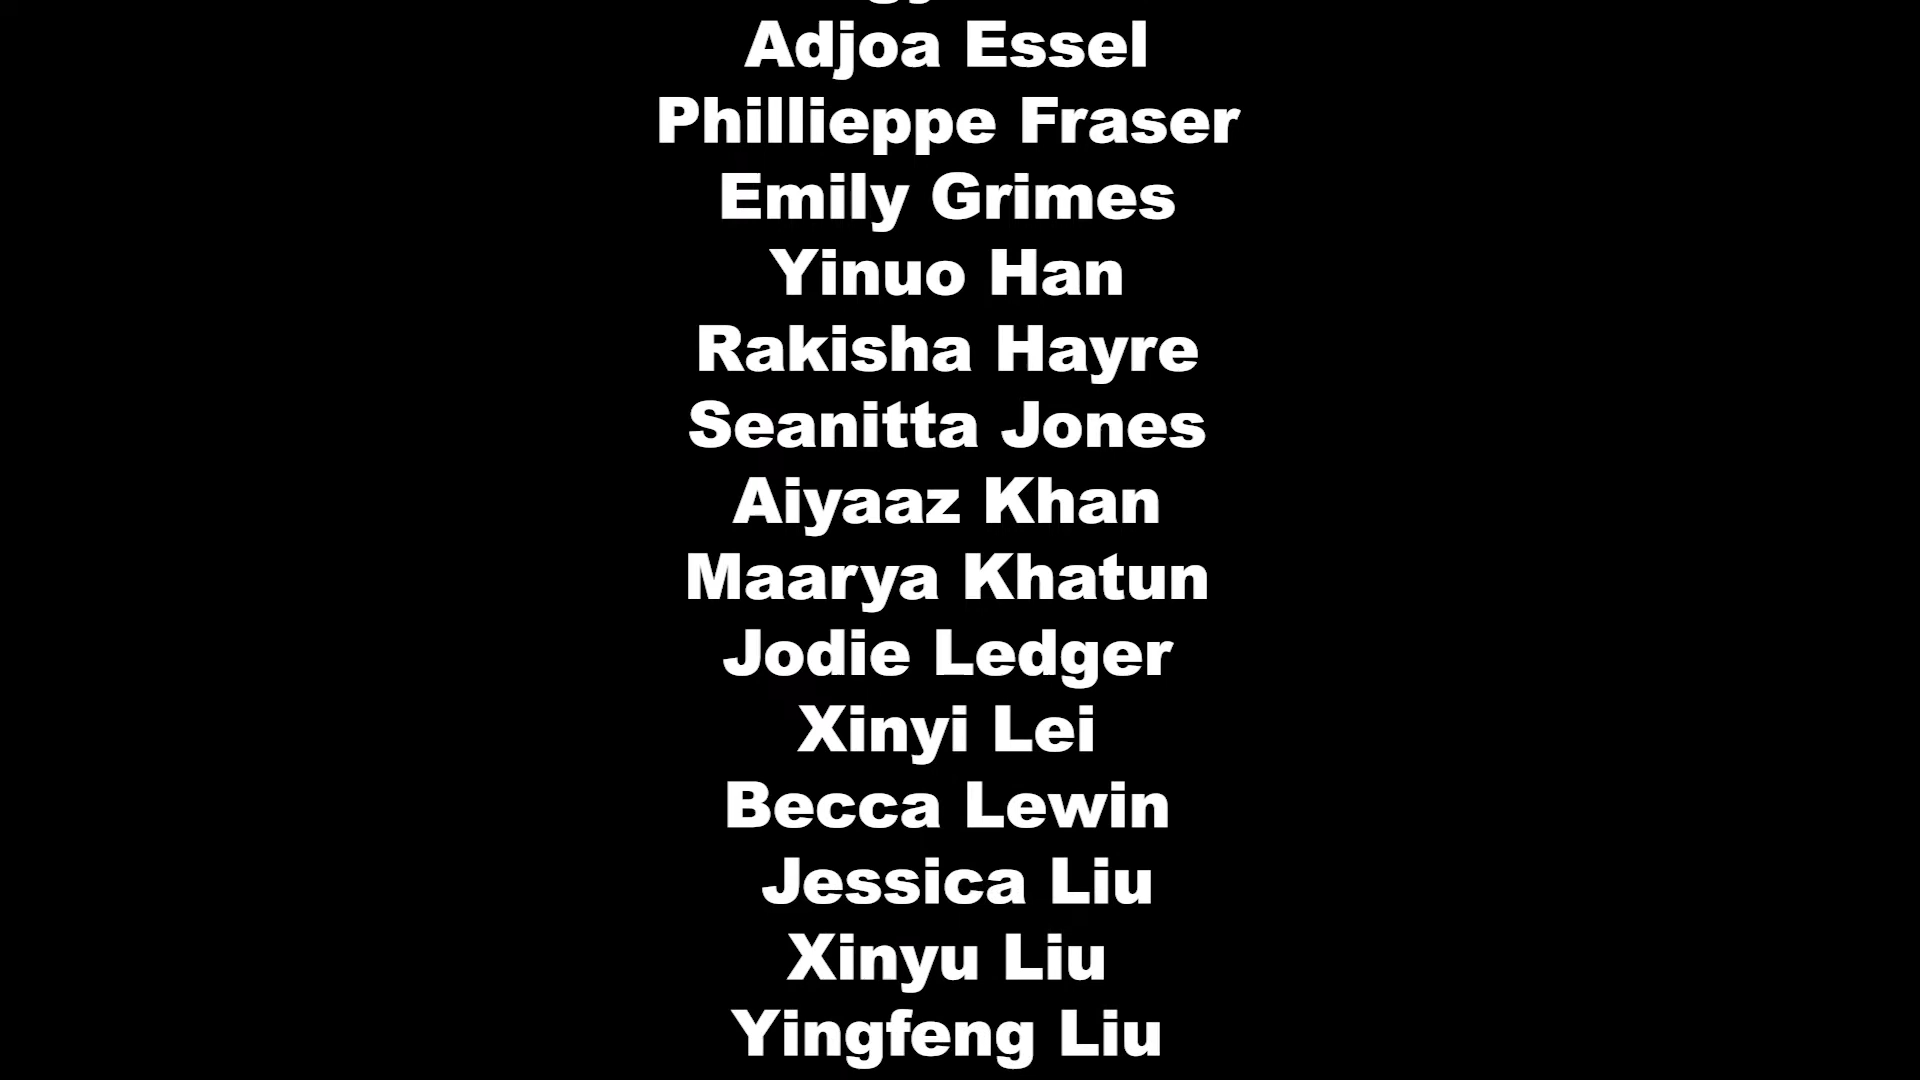 Adjoa Essel
Phillieppe Fraser
Emily Grimes
Yinuo Han
Rakisha Hayre
Seanitta Jones
Aiyaaz Khan
Maarya Khatun
Jodie Ledger
Xinyi Lei
Becca Lewin
Jessica Liu
Xinyu Liu
Yingfeng Liu